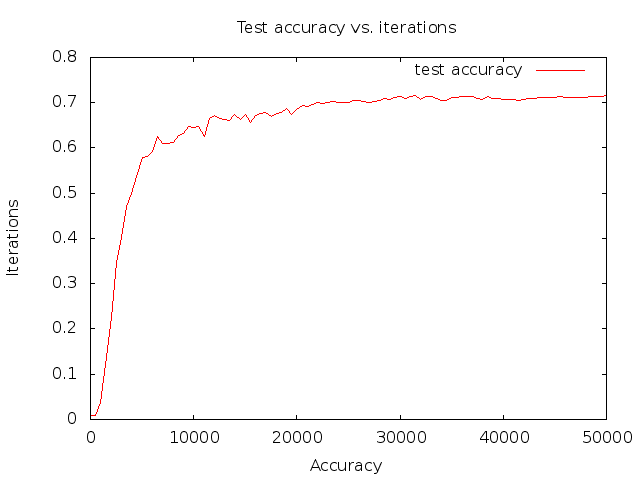 Test accuracy vs. iterations
test accuracy
0.8
0.7
0.6
0.5
0.4
0.3
0.2
0.1
0
Iterations
0 10000 20000 30000 40000 50000
Accuracy